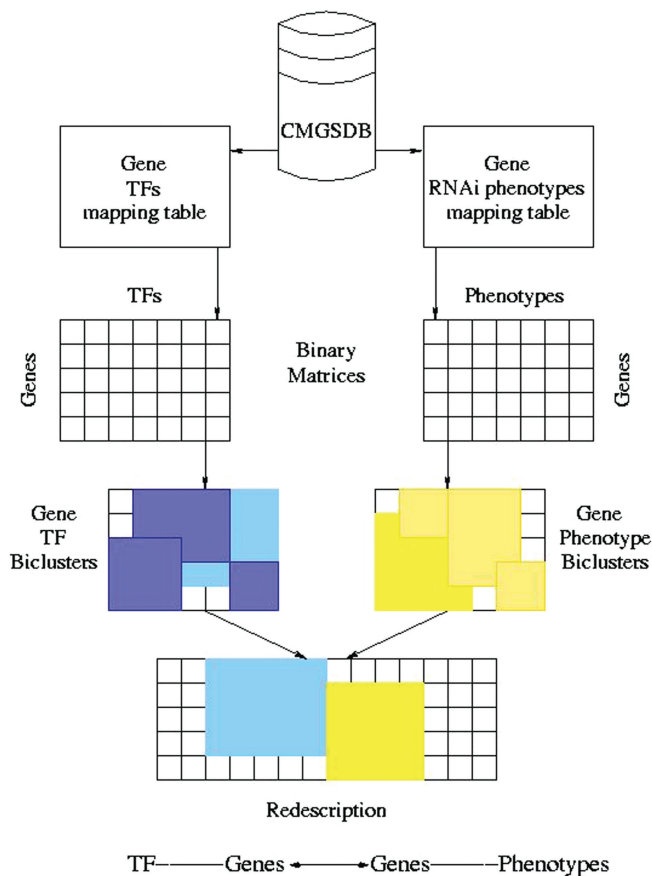 CMGSDB
Gene
TFs
mapping table
Gene
RNAi phenotypes
mapping table
TFs
Phenotypes
Genes
Binary
Matrices
Genes
Gene
TF
Biclusters
Gene
Phenotype
Biclusters
Redescription
TF Genes Genes Phenotypes